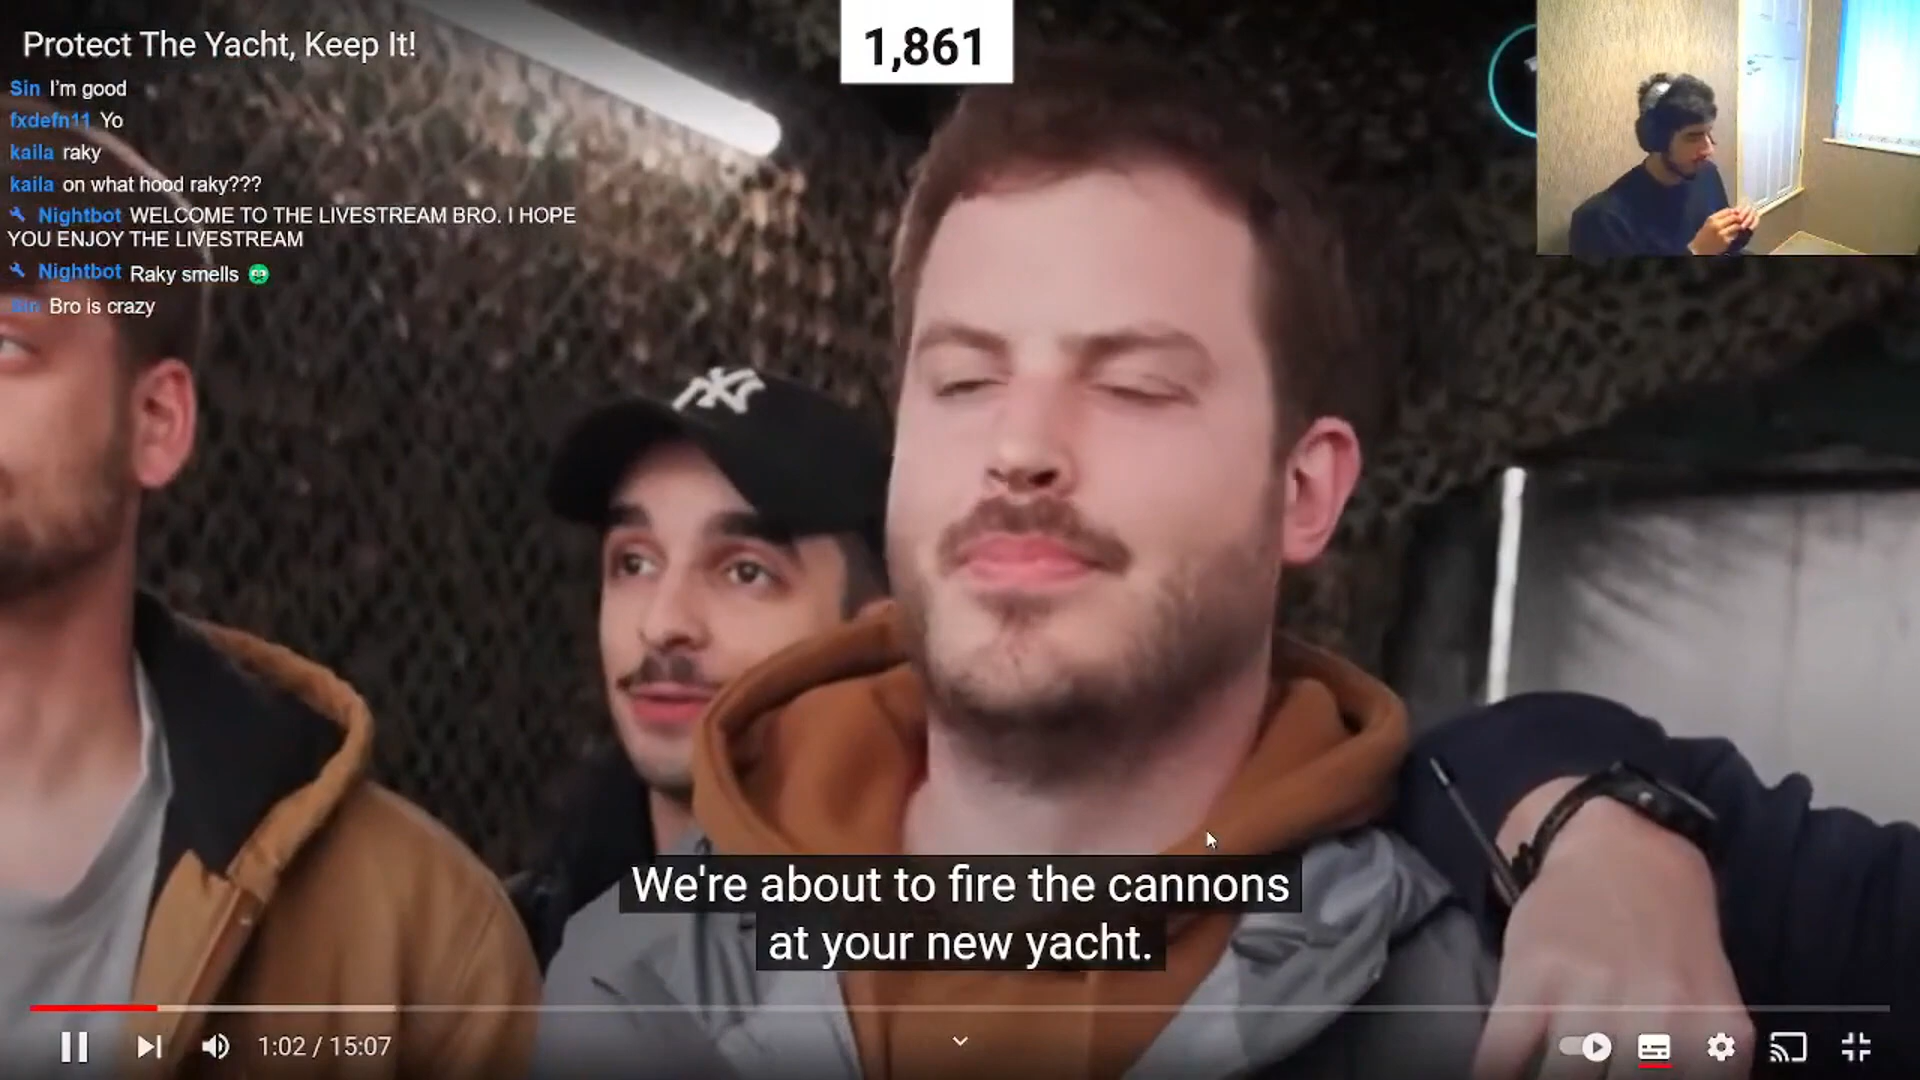 Protect The Yacht, Keep It!
1,861
Sin I'm good
fxdefn11 Yo
kaila raky
kaila on what hood raky???
Nightbot WELCOME TO THE LIVESTREAM BRO. I HOPE
YOU ENJOY THE LIVESTREAM
Nightbot Raky smells
Sin Bro is crazy
NY
We're about to fire the cannons
at your new yacht.
1:02 / 15:07